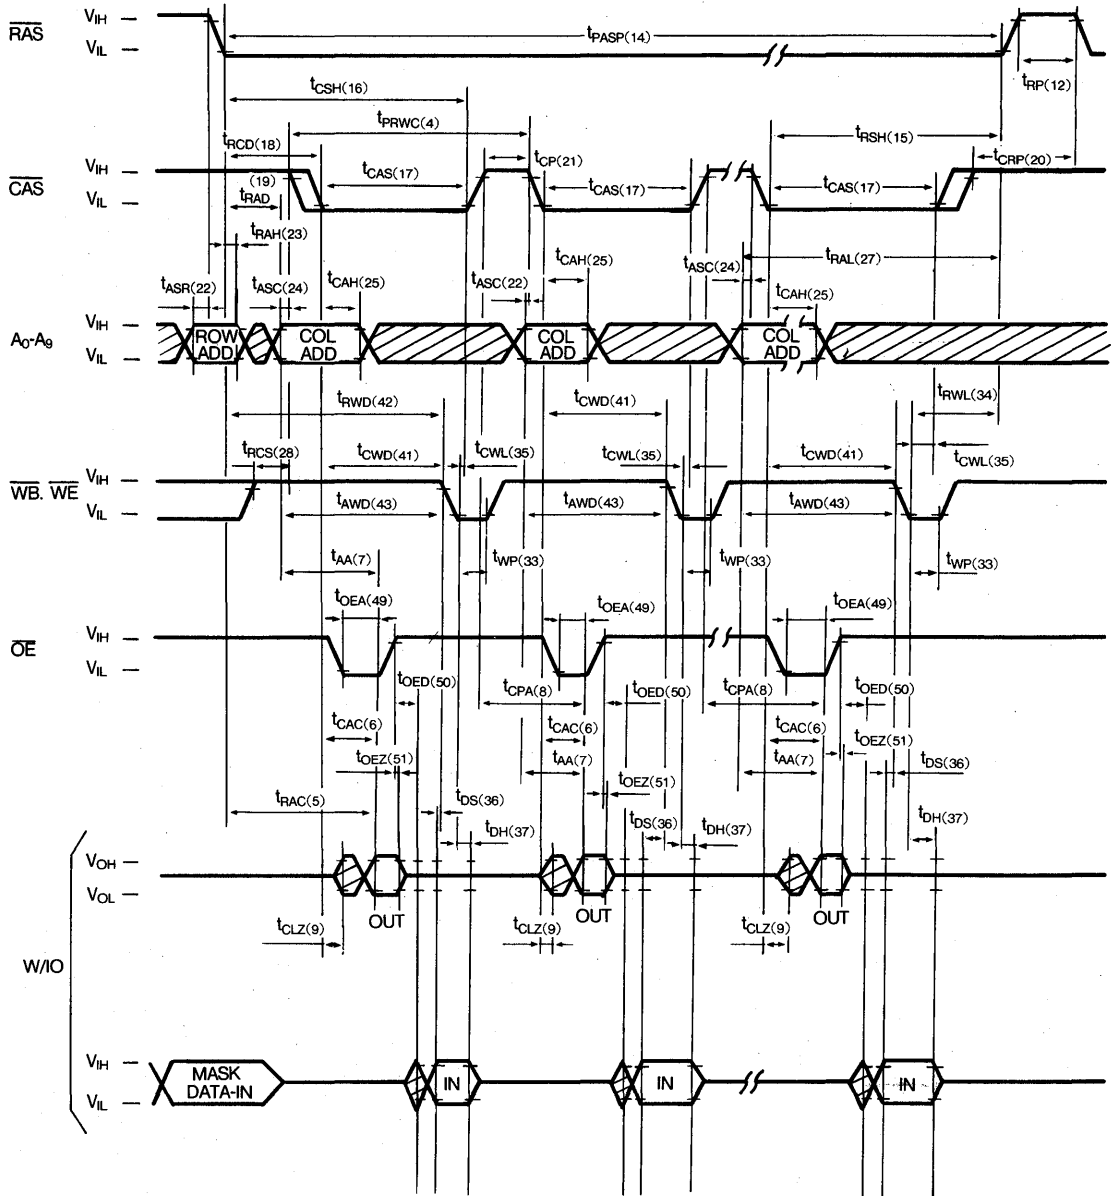 RAS VIH
VIL
tPASP(14)
tRP(12)
tCSH(16)
tPRWC(4)
tRCD(18)
tRSH(15)
tCP(21)
tCRP(20)
CAS VIH
VIL
(19)
tRAD
tCAS(17)
tCAS(17)
tCAS(17)
tRAH(23)
tCAH(25)
tRAL(27)
tASR(22)
tASC(24)
tCAH(25)
tASC(22)
tASC(24)
tCAH(25)
A0-A9 VIH
VIL
ROW
ADD
COL
ADD
COL
ADD
COL
ADD
tRWD(42)
tCWD(41)
tRWL(34)
tRCS(28)
tCWD(41)
tCWL(35)
tCWL(35)
tCWD(41)
tCWL(35)
WB. WE VIH
VIL
tAWD(43)
tAWD(43)
tAWD(43)
tAA(7)
tWP(33)
tWP(33)
tWP(33)
tOEA(49)
tOEA(49)
tOEA(49)
OE VIH
VIL
tOED(50)
tCPA(8)
tOED(50)
tCPA(8)
tOED(50)
tCAC(6)
tCAC(6)
tCAC(6)
tOEZ(51)
tOEZ(51)
tAA(7)
tAA(7)
tDS(36)
tOEZ(51)
tRAC(5)
tDS(36)
tDS(36)
tDH(37)
tDH(37)
tDH(37)
VOH
VOL
OUT
OUT
OUT
tCLZ(9)
tCLZ(9)
tCLZ(9)
W/IO
VIH
VIL
MASK
DATA-IN
IN
IN
IN